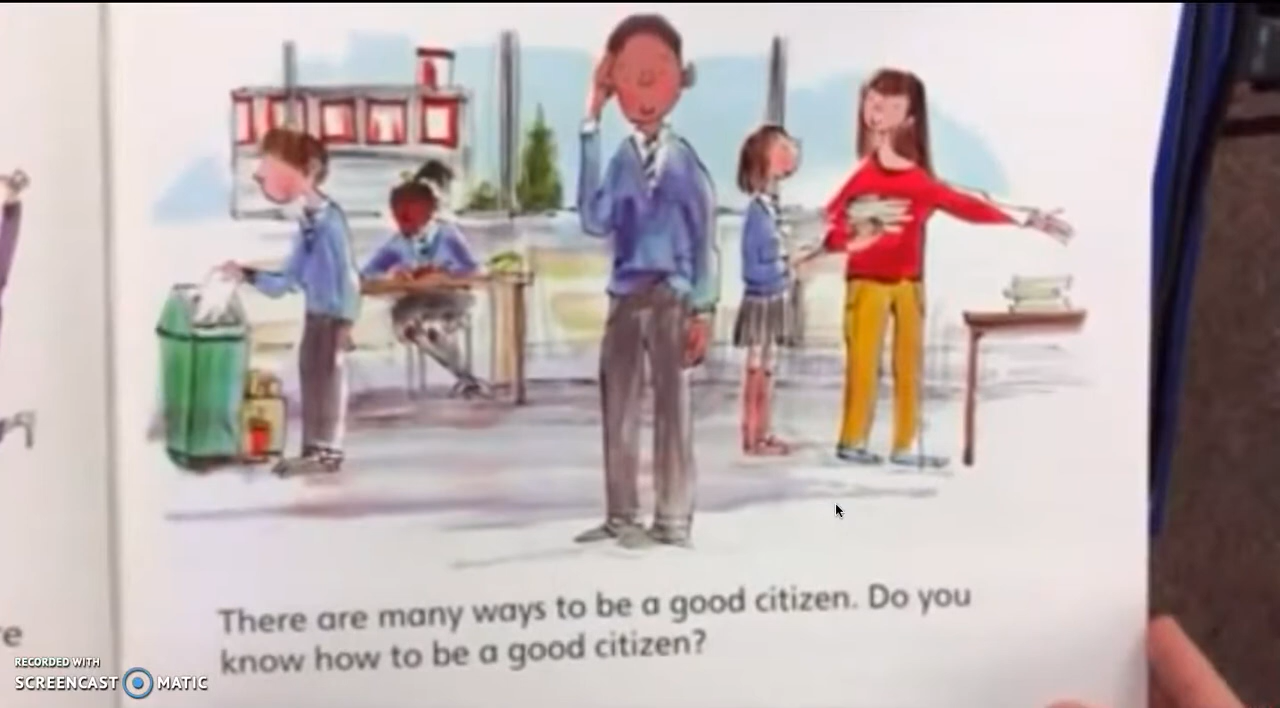 There are many ways to be a good citizen. Do you
know how to be a good citizen?
RECORDED WITH
SCREENCAST MATIC